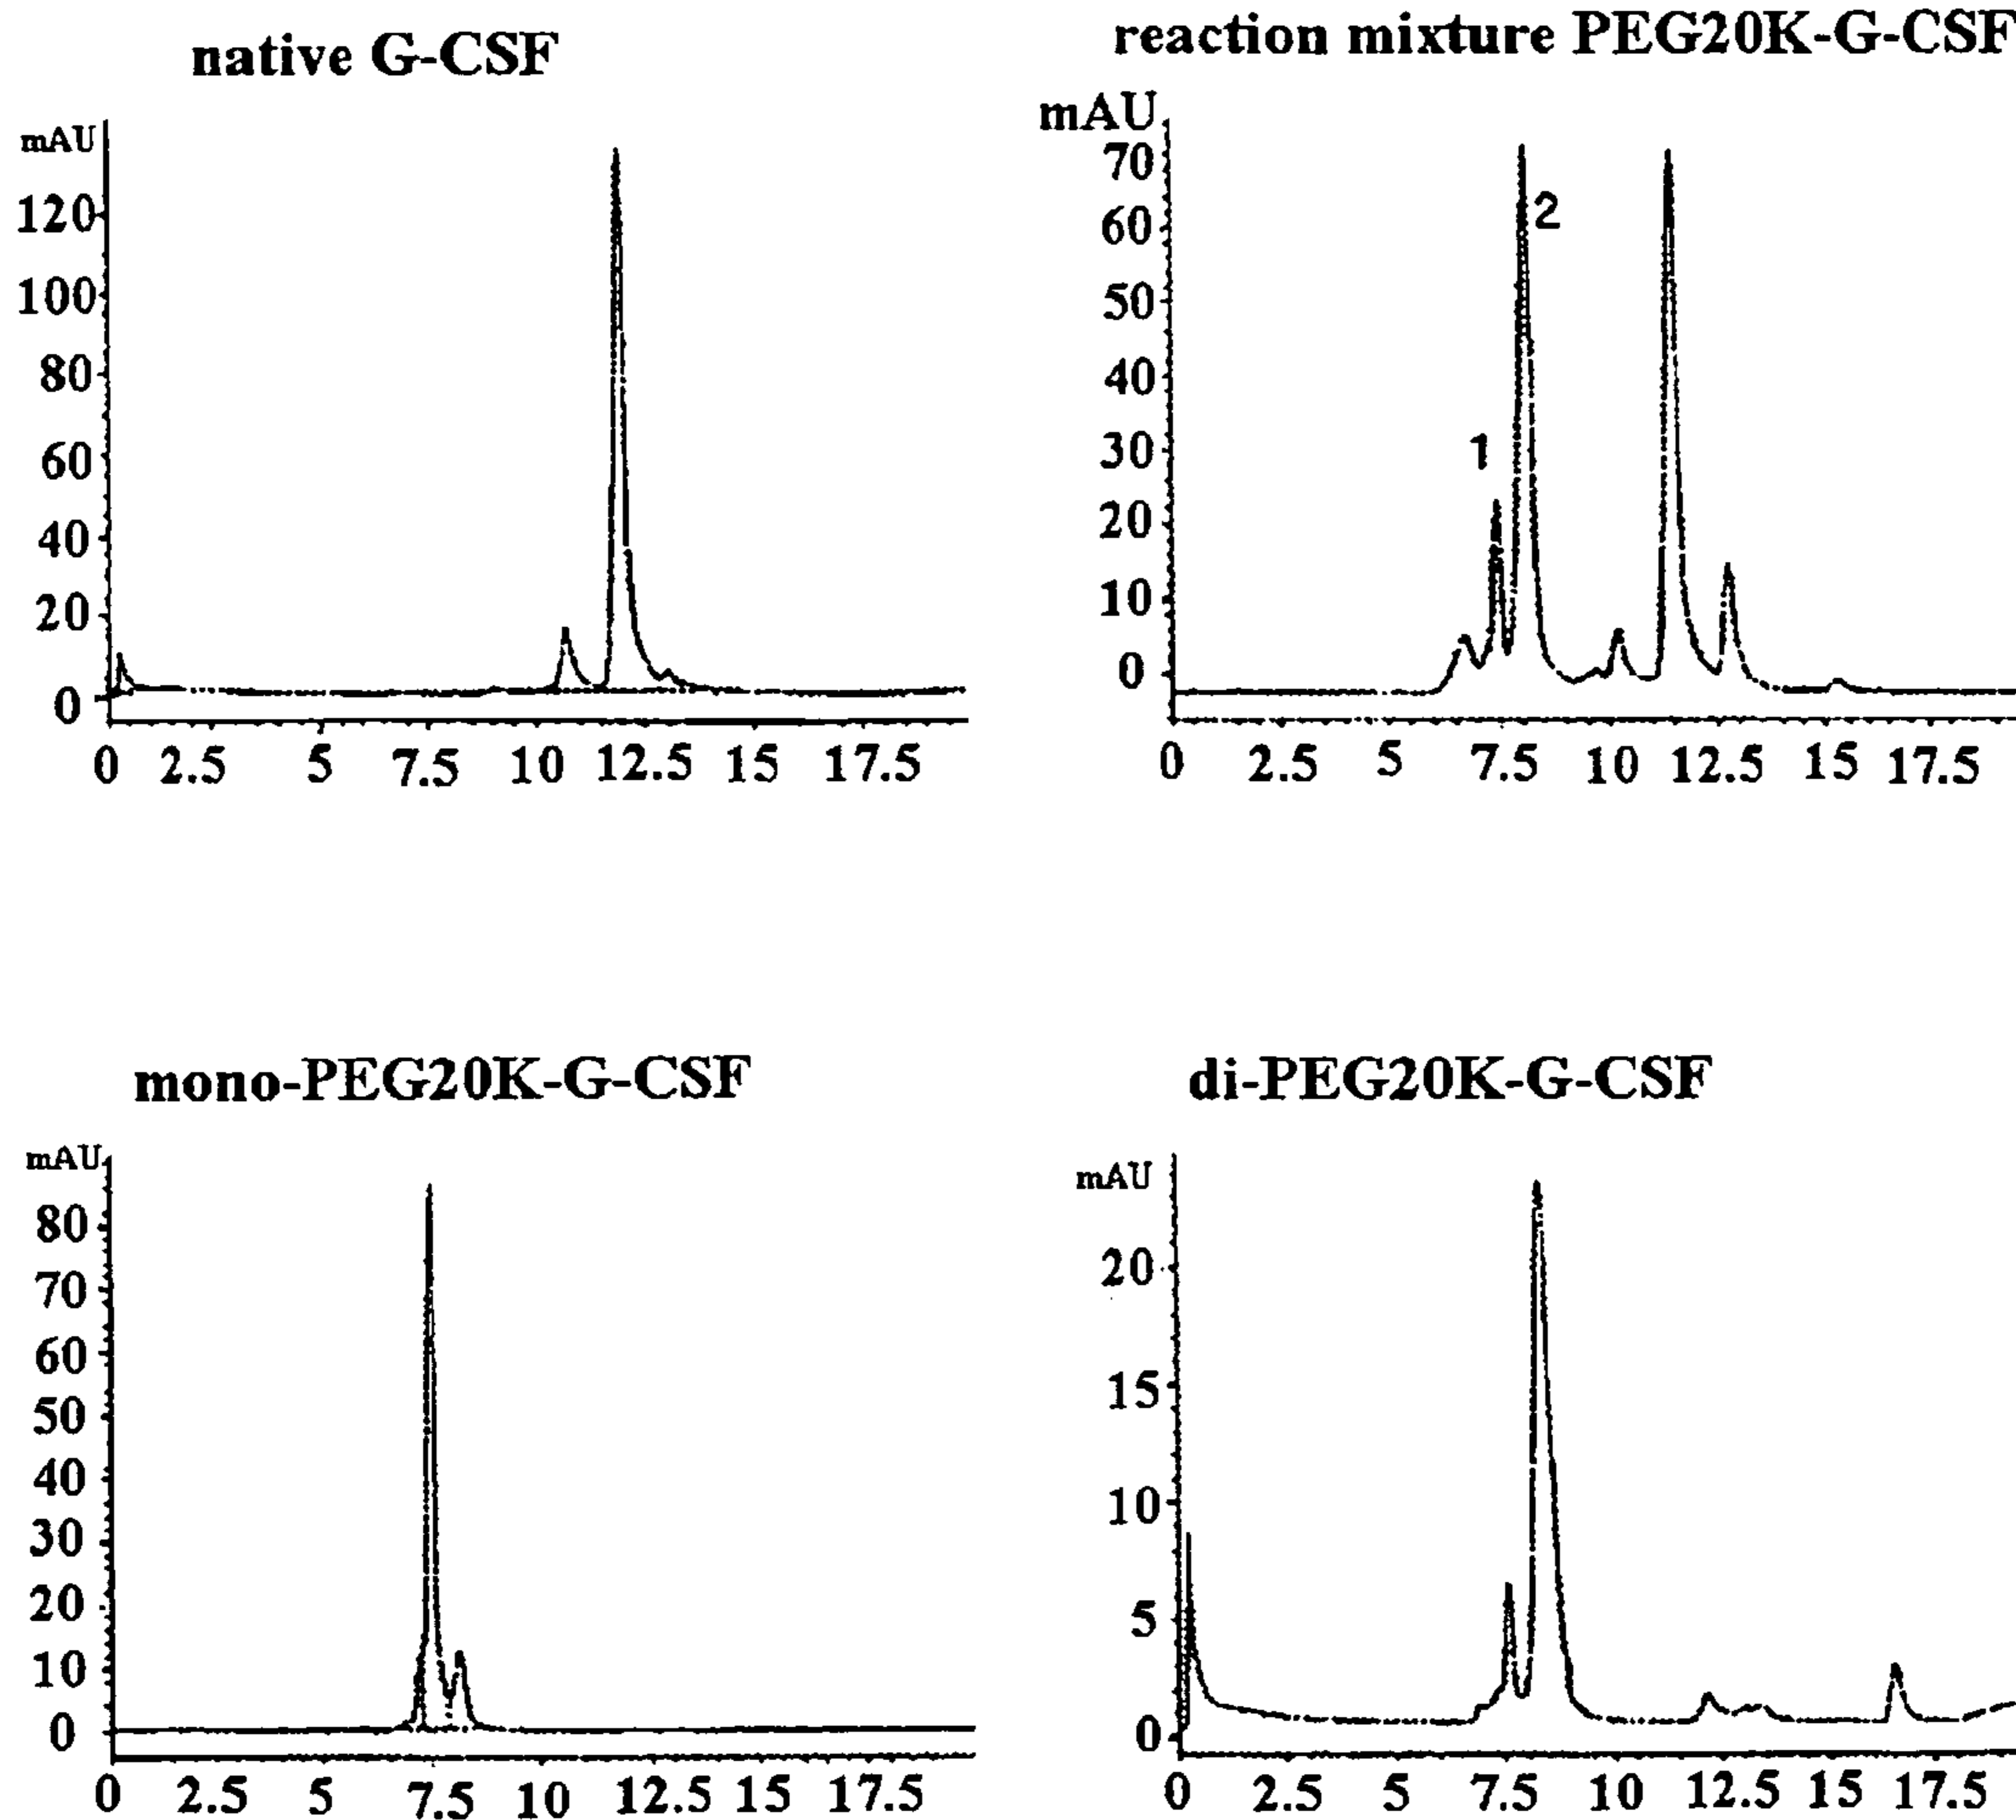 native G-CSF
mAU
120
100
80
60
40
20
0
0 2.5 5 7.5 10 12.5 15 17.5
reaction mixture PEG20K-G-CSF
mAU
70
60
50
40
30
20
10
0
1
2
0 2.5 5 7.5 10 12.5 15 17.5
mono-PEG20K-G-CSF
mAU
80
70
60
50
40
30
20
10
0
0 2.5 5 7.5 10 12.5 15 17.5
di-PEG20K-G-CSF
mAU
20
15
10
5
0
0 2.5 5 7.5 10 12.5 15 17.5